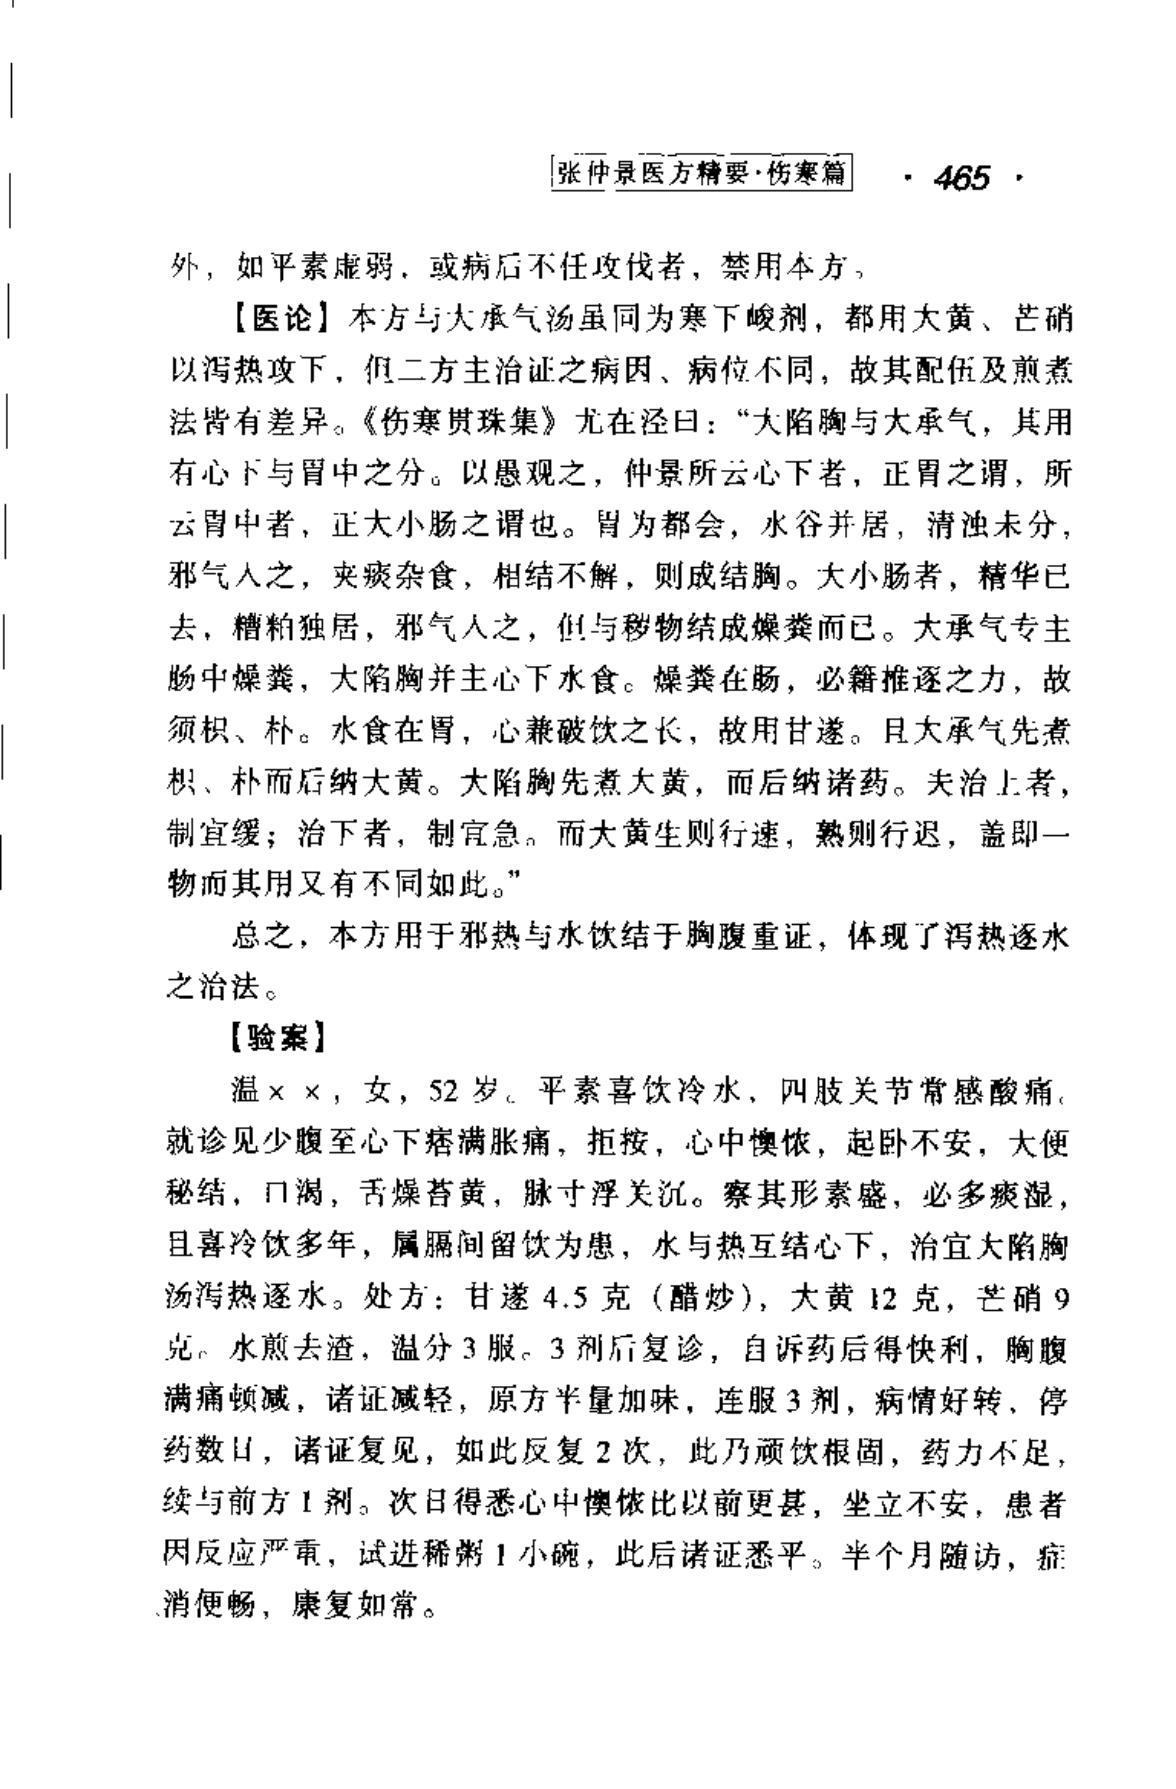 张仲景医方精要·伤寒篇 · 465 ·
外，如平素虚弱，或病后不任攻伐者，禁用本方。
【医论】本方与大承气汤虽同为寒下峻剂，都用大黄、芒硝
以泻热攻下，但二方主治证之病因、病位不同，故其配伍及煎煮
法皆有差异。《伤寒贯珠集》尤在泾曰：“大陷胸与大承气，其用
有心下与胃中之分。以愚观之，仲景所云心下者，正胃之谓，所
云胃中者，正大小肠之谓也。胃为都会，水谷并居，清浊未分，
邪气人之，夹痰杂食，相结不解，则成结胸。大小肠者，精华已
去，糟粕独居，邪气人之，但与秽物结成燥粪而已。大承气专主
肠中燥粪，大陷胸并主心下水食。燥粪在肠，必籍推逐之力，故
须枳、朴。水食在胃，心兼破饮之长，故用甘遂。且大承气先煮
枳、朴而后纳大黄。大陷胸先煮大黄，而后纳诸药。夫治上者，
制宜缓；治下者，制宜急。而大黄生则行速，熟则行迟，盖即一
物而其用又有不同如此。”
总之，本方用于邪热与水饮结于胸腹重证，体现了泻热逐水
之治法。
【验案】
温××，女，52 岁。平素喜饮冷水，四肢关节常感酸痛。
就诊见少腹至心下痞满胀痛，拒按，心中懊憹，起卧不安，大便
秘结，口渴，舌燥苔黄，脉寸浮关沉。察其形素盛，必多痰湿，
且喜冷饮多年，属膈间留饮为患，水与热互结心下，治宜大陷胸
汤泻热逐水。处方：甘遂 4.5 克（醋炒），大黄 12 克，芒硝 9
克。水煎去渣，温分 3 服。3 剂后复诊，自诉药后得快利，胸腹
满痛顿减，诸证减轻，原方半量加味，连服 3 剂，病情好转，停
药数日，诸证复见，如此反复 2 次，此乃顽饮根固，药力不足，
续与前方 1 剂。次日得悉心中懊憹比以前更甚，坐立不安，患者
因反应严重，试进稀粥 1 小碗，此后诸证悉平。半个月随访，症
消便畅，康复如常。